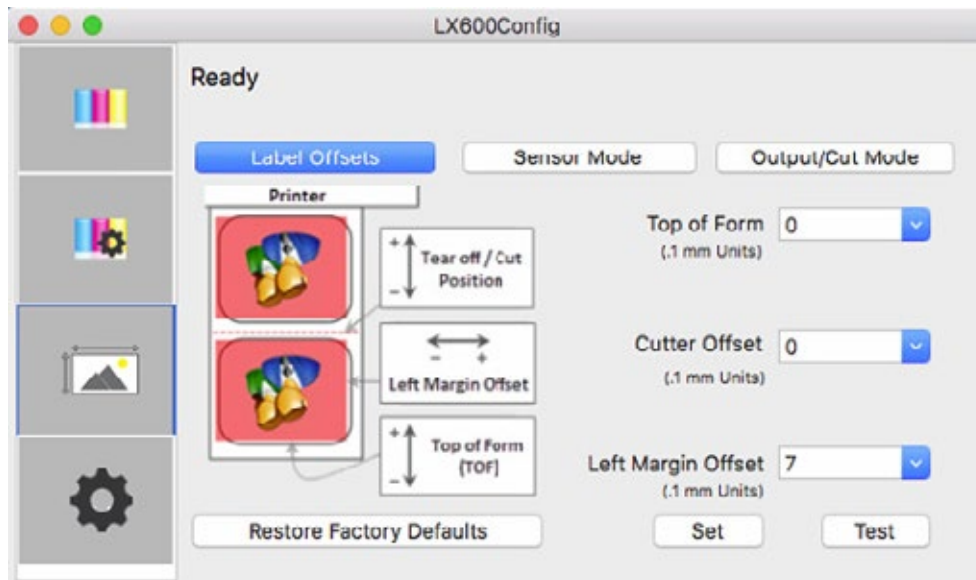 LX600Config
Ready
Label Offsets
Sensor Mode
Output/Cut Mode
Printer
+
Tear off / Cut
Position
–
– +
Left Margin Offset
+
Top of Form
(TOF)
–
Top of Form 0
(.1 mm Units)
Cutter Offset 0
(.1 mm Units)
Left Margin Offset 7
(.1 mm Units)
Restore Factory Defaults
Set
Test